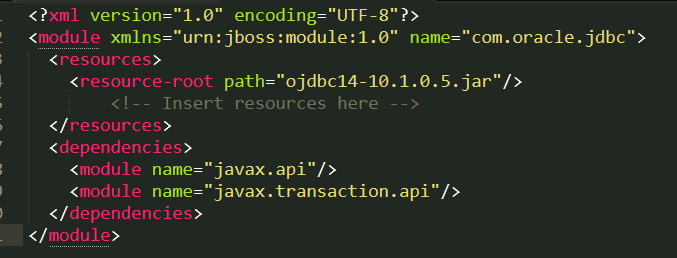 1 <?xml version="1.0" encoding="UTF-8"?>
2 <module xmlns="urn:jboss:module:1.0" name="com.oracle.jdbc">
3 <resources>
4 <resource-root path="ojdbc14-10.1.0.5.jar"/>
5 <!-- Insert resources here -->
6 </resources>
7 <dependencies>
8 <module name="javax.api"/>
9 <module name="javax.transaction.api"/>
0 </dependencies>
1 </module>